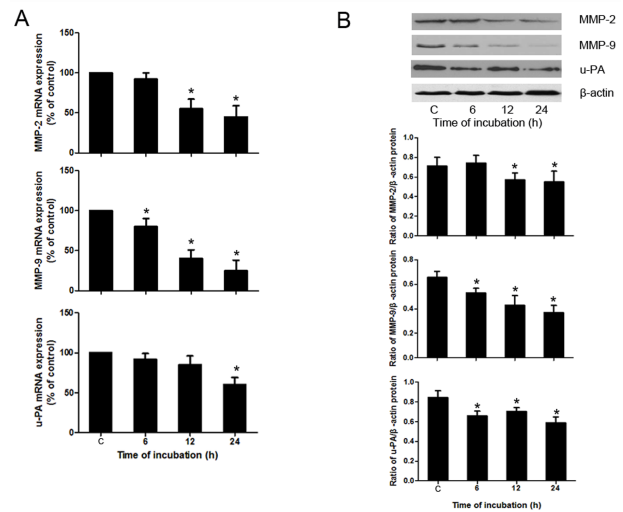 A
MMP-2 mRNA expression
(% of control)
150
100
50
0
*
*
MMP-9 mRNA expression
(% of control)
150
100
50
0
*
*
*
u-PA mRNA expression
(% of control)
150
100
50
0
*
C 6 12 24
Time of incubation (h)
B
MMP-2
MMP-9
u-PA
β-actin
C 6 12 24
Time of incubation (h)
Ratio of MMP-2/β -actin protein
1.0
0.8
0.6
0.4
0.2
0.0
*
*
Ratio of MMP-9/β -actin protein
1.0
0.8
0.6
0.4
0.2
0.0
*
*
*
Ratio of u-PA/β -actin protein
1.0
0.8
0.6
0.4
0.2
0.0
*
*
*
C 6 12 24
Time of incubation (h)